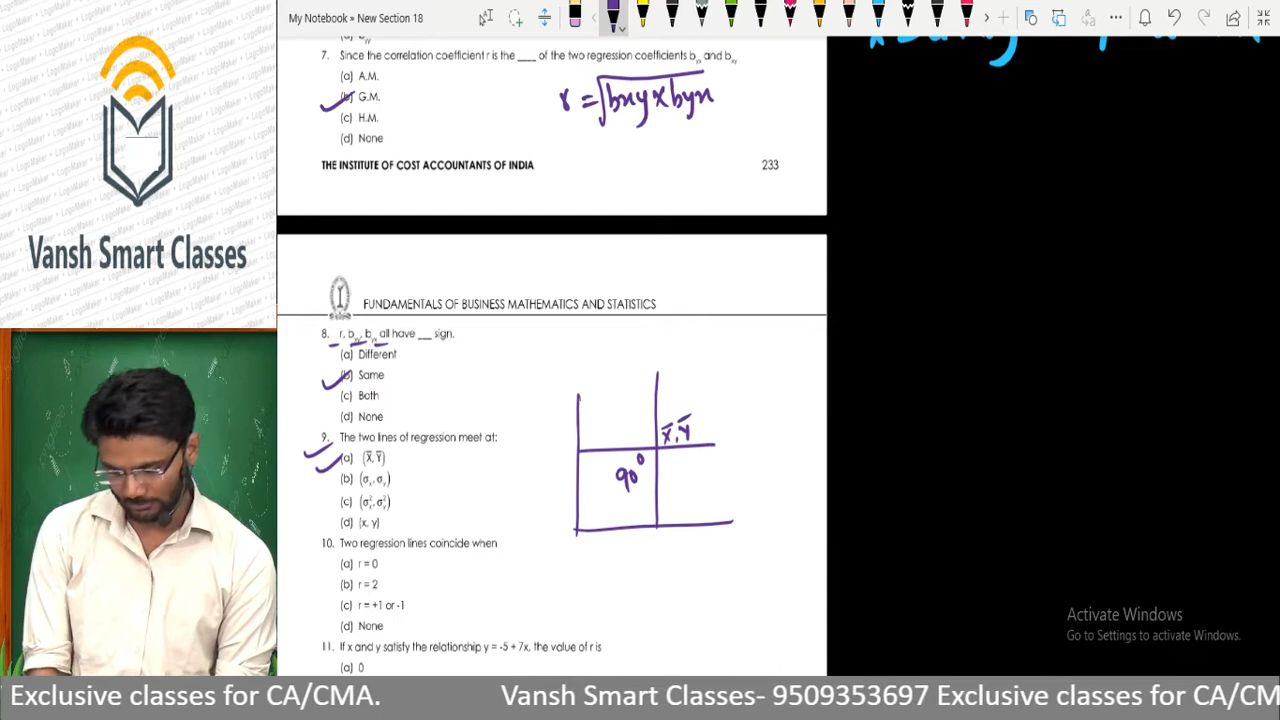 My Notebook > New Section 18
7. Since the correlation coefficient r is the ___ of the two regression coefficients byx and bxy
(a) A.M.
(b) G.M.
(c) H.M.
(d) None
r = √bxy x byx
THE INSTITUTE OF COST ACCOUNTANTS OF INDIA 233
Vansh Smart Classes
FUNDAMENTALS OF BUSINESS MATHEMATICS AND STATISTICS
8. r, bxy, byx all have ___ sign.
(a) Different
(b) Same
(c) Both
(d) None
9. The two lines of regression meet at:
(a) (X̄, Ȳ)
(b) (σx, σy)
(c) (σx², σy²)
(d) (x, y)
X̄, Ȳ
90°
10. Two regression lines coincide when
(a) r = 0
(b) r = 2
(c) r = +1 or -1
(d) None
11. If x and y satisfy the relationship y = -5 + 7x, the value of r is
(a) 0
Activate Windows
Go to Settings to activate Windows.
Exclusive classes for CA/CMA. Vansh Smart Classes- 9509353697 Exclusive classes for CA/CM